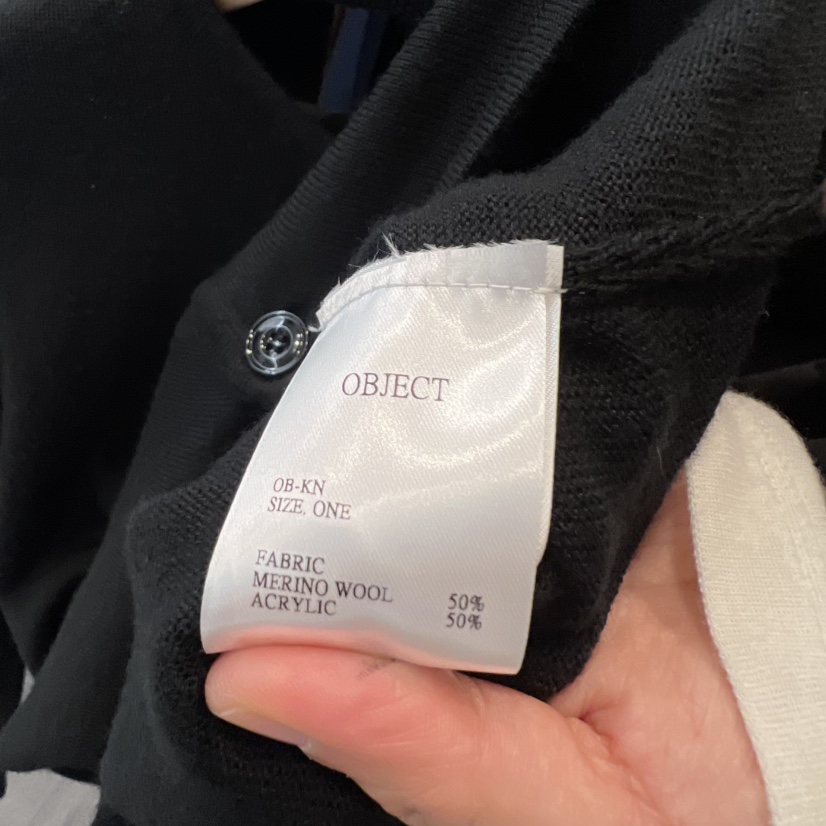 OBJECT
OB-KN
SIZE, ONE
FABRIC
MERINO WOOL 50%
ACRYLIC 50%